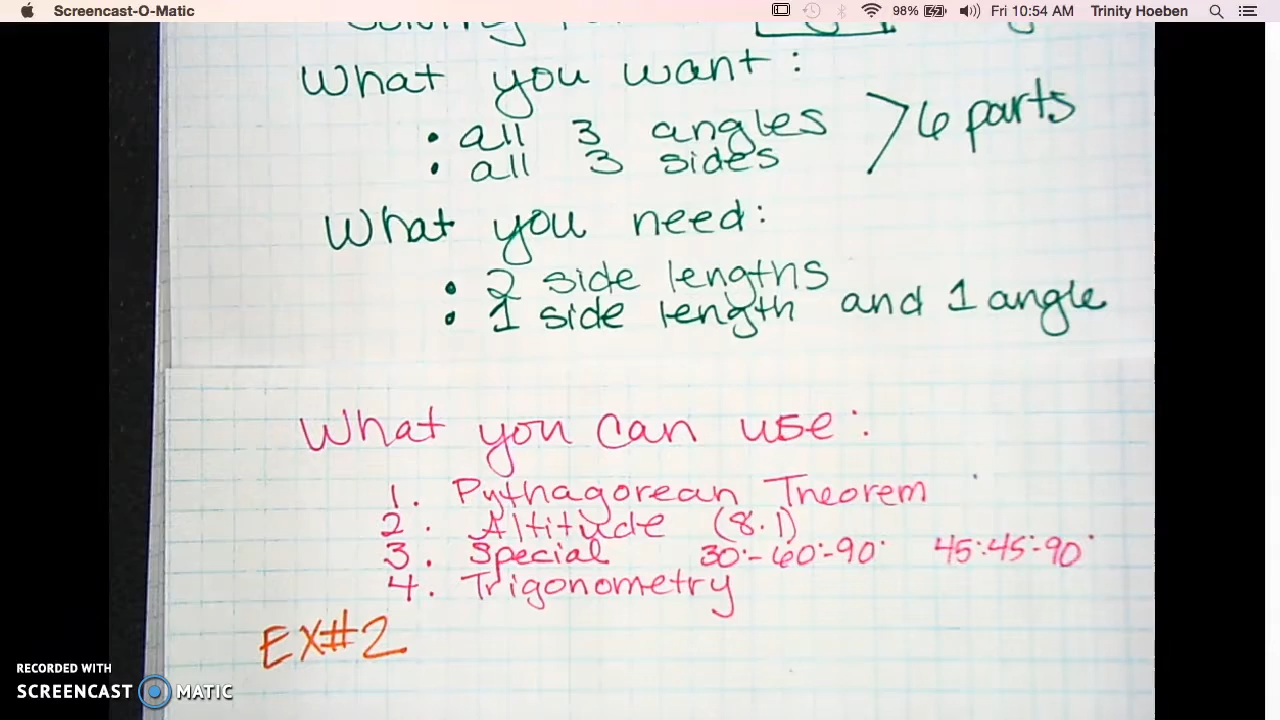 Screencast-O-Matic 98% Fri 10:54 AM Trinity Hoeben
What you want:
• all 3 angles
• all 3 sides
> 6 parts
What you need:
• 2 side lengths
• 1 side length and 1 angle
What you can use:
1. Pythagorean Theorem
2. Altitude (8.1)
3. Special 30°-60°-90° 45°:45°-90°
4. Trigonometry
EX#2
RECORDED WITH
SCREENCAST MATIC